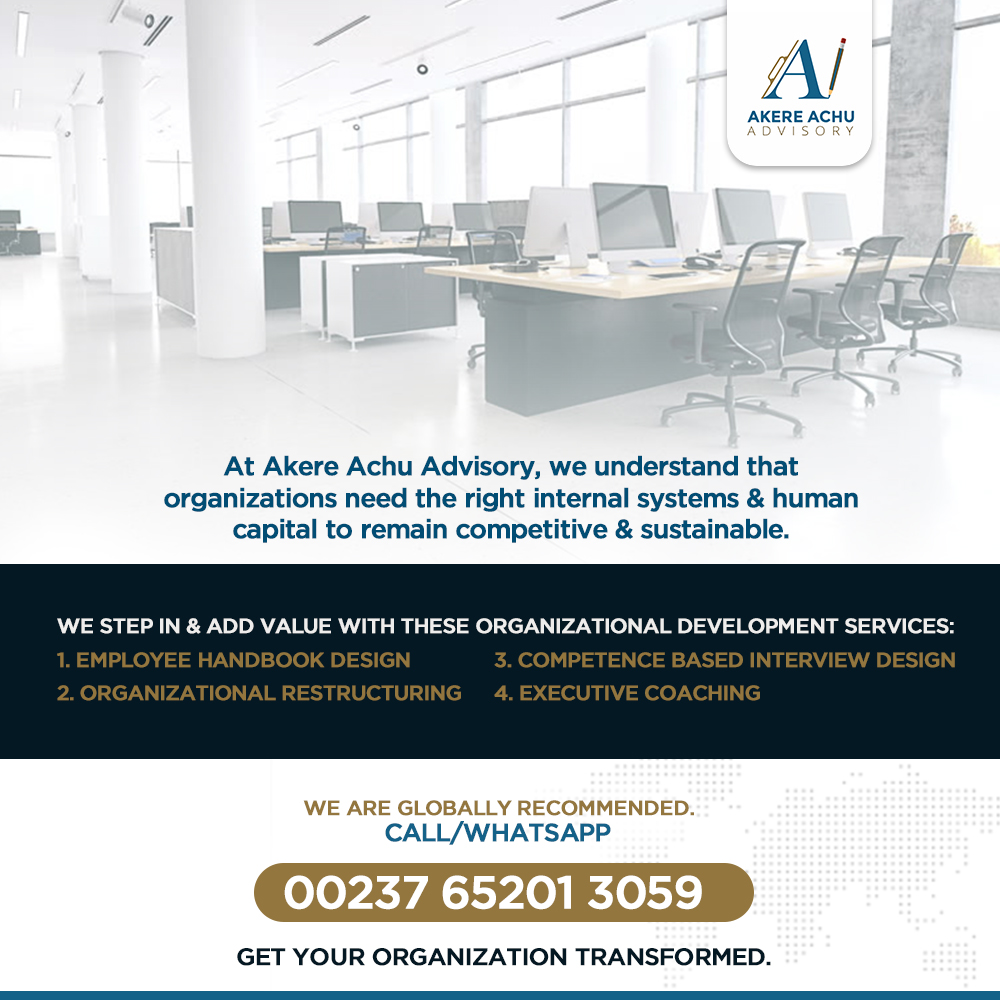 AKERE ACHU
ADVISORY
At Akere Achu Advisory, we understand that
organizations need the right internal systems & human
capital to remain competitive & sustainable.
WE STEP IN & ADD VALUE WITH THESE ORGANIZATIONAL DEVELOPMENT SERVICES:
1. EMPLOYEE HANDBOOK DESIGN
2. ORGANIZATIONAL RESTRUCTURING
3. COMPETENCE BASED INTERVIEW DESIGN
4. EXECUTIVE COACHING
WE ARE GLOBALLY RECOMMENDED.
CALL/WHATSAPP
00237 65201 3059
GET YOUR ORGANIZATION TRANSFORMED.